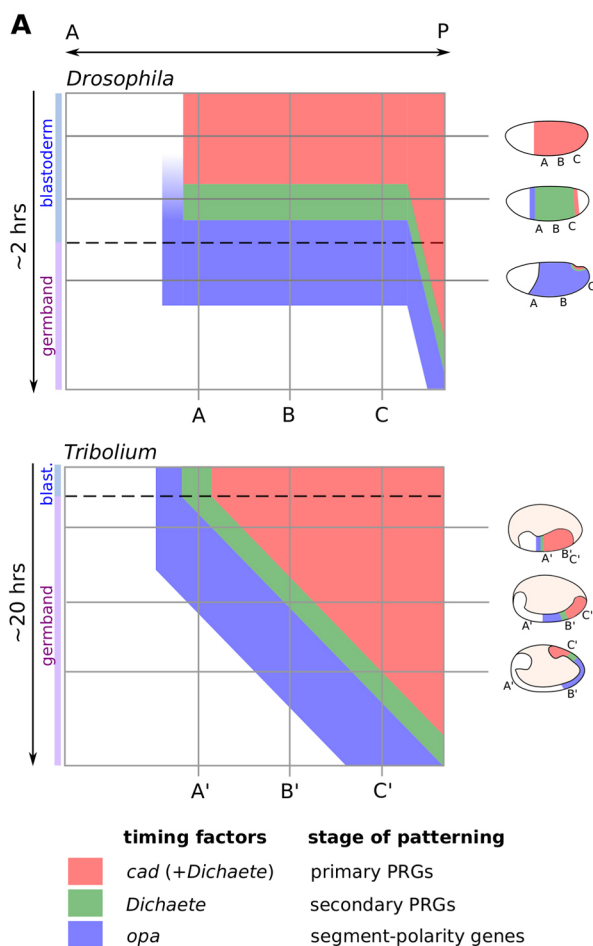 A
A P
Drosophila
blastoderm
germband
~2 hrs
A B C
A B C
A B C
A B C
Tribolium
blast.
germband
~20 hrs
A' B' C'
A' B' C'
A' B' C'
A' B' C'
timing factors stage of patterning
cad (+Dichaete) primary PRGs
Dichaete secondary PRGs
opa segment-polarity genes